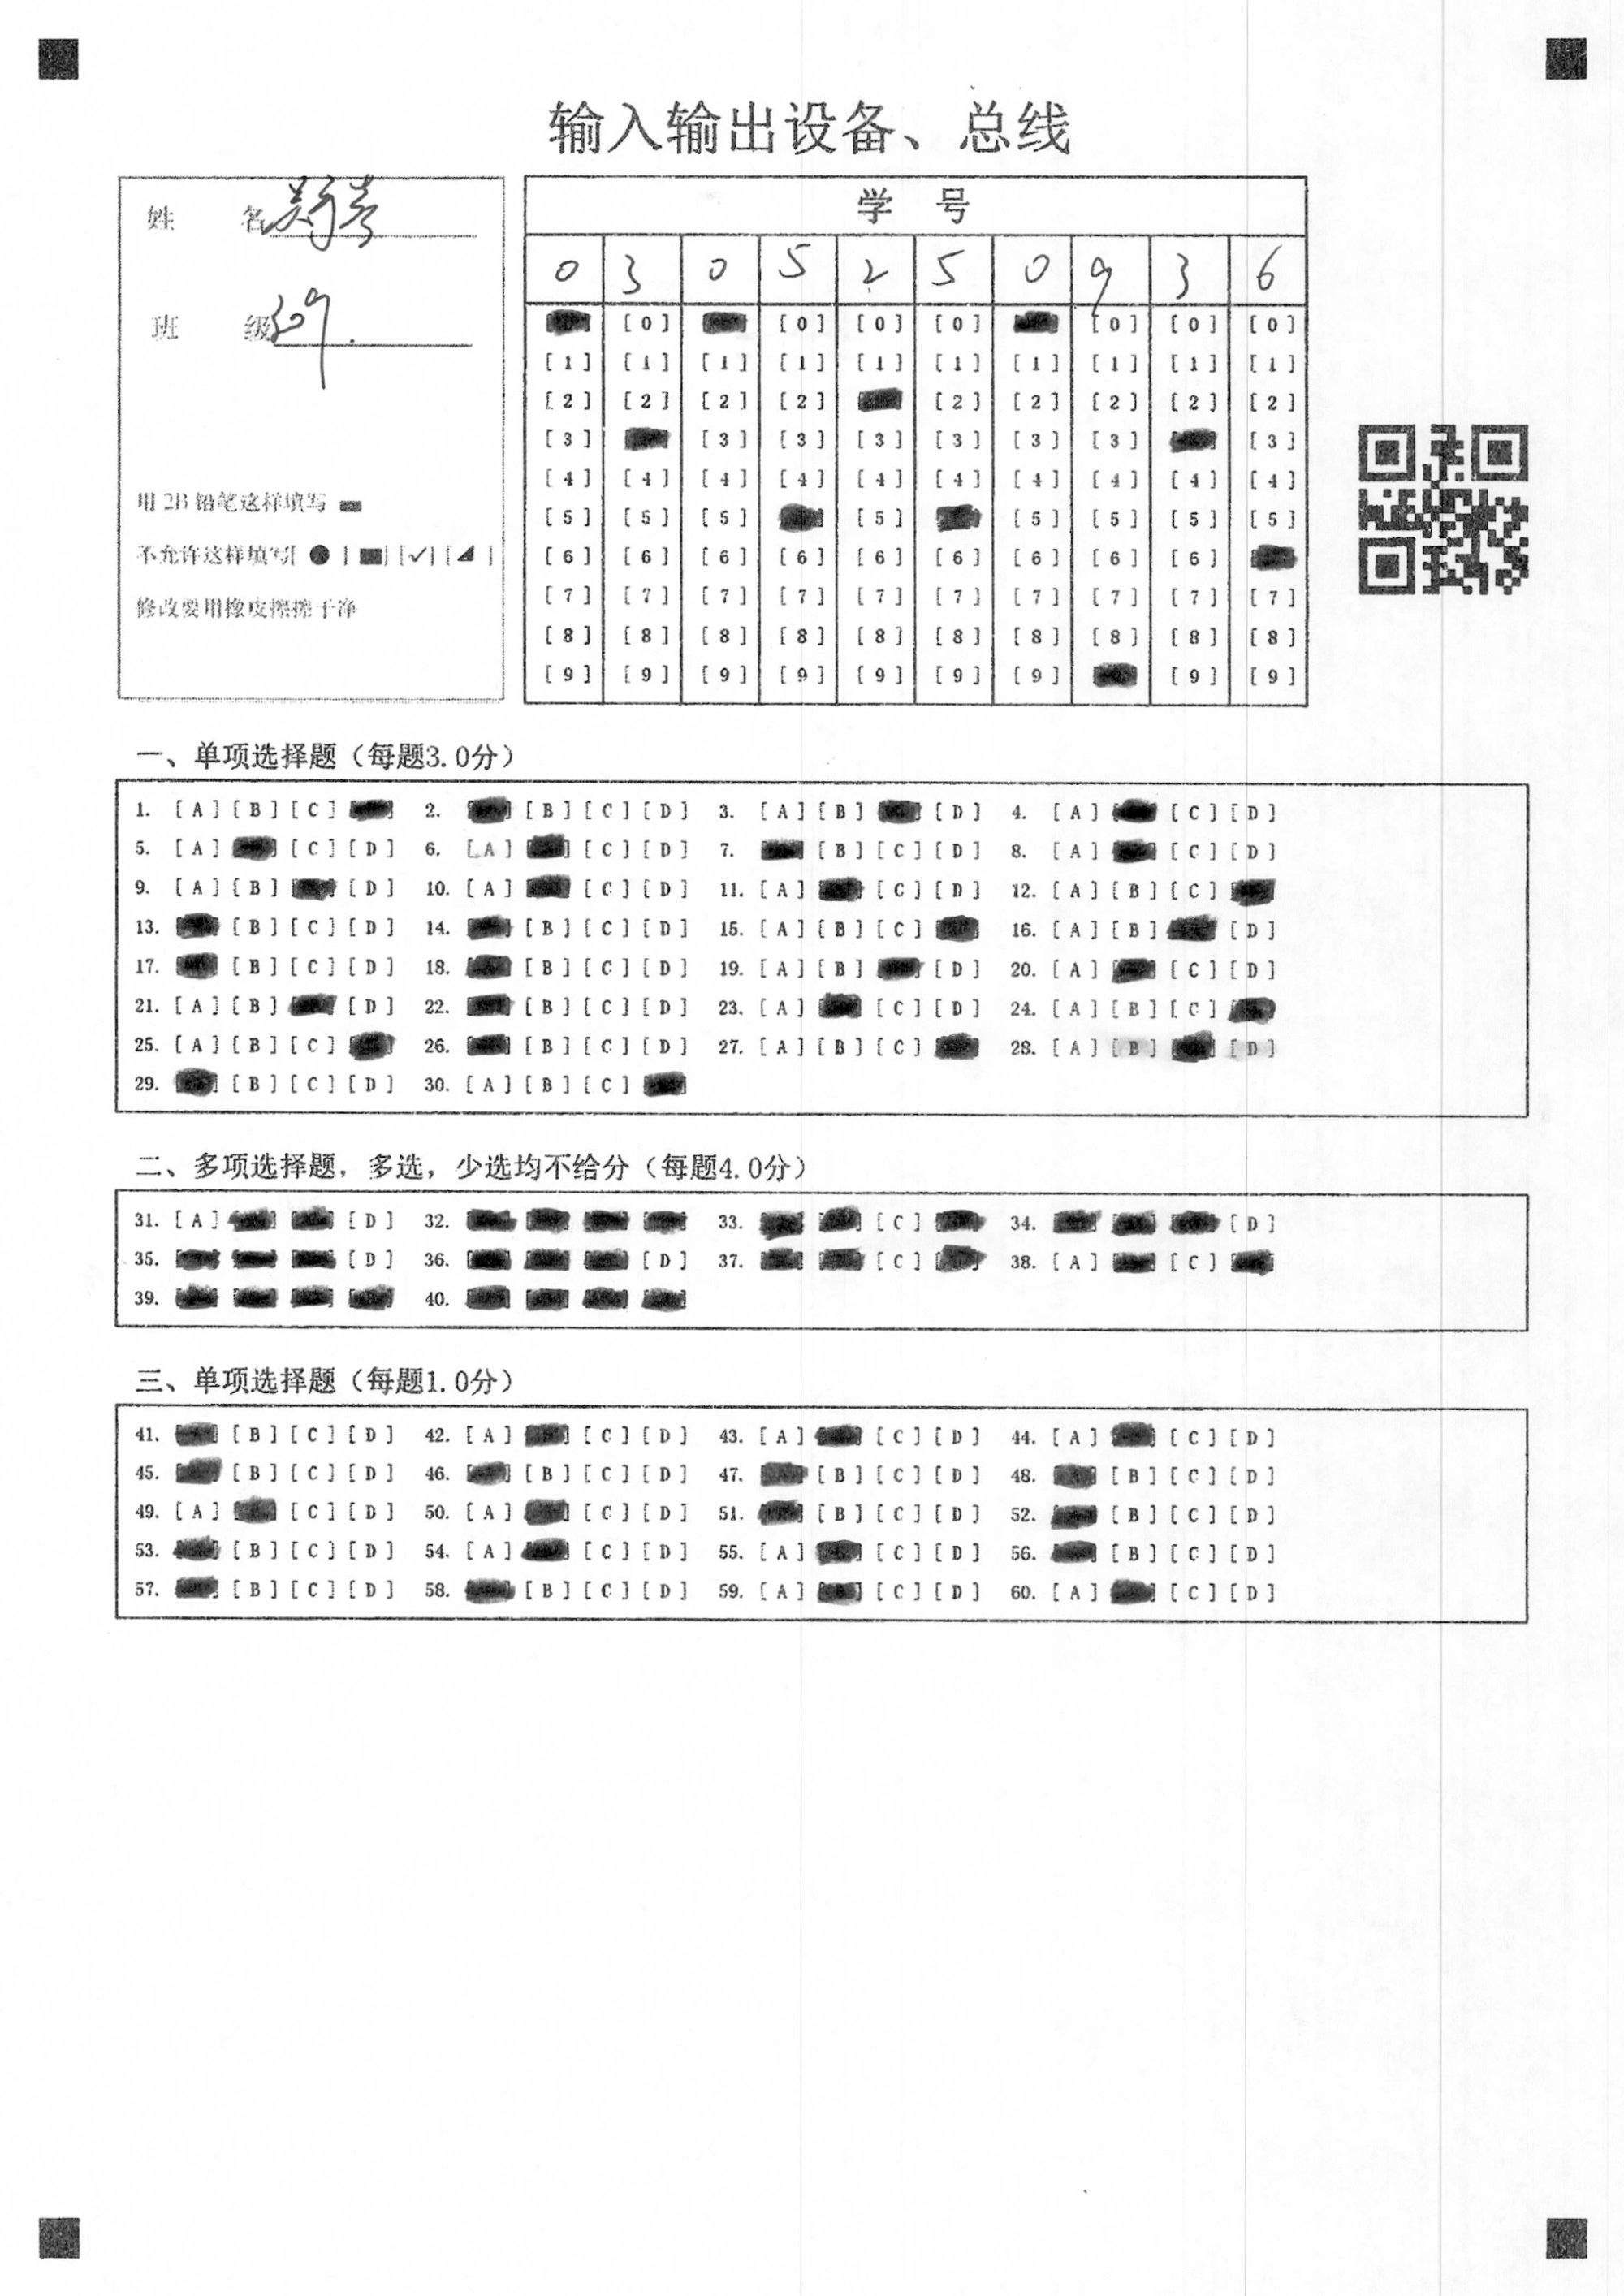 输入输出设备、总线
姓 名
班 级 309.
用 2B 铅笔这样填写
不允许这样填写[ ● ] [■] [✓] [◢ ]
修改要用橡皮擦擦干净
学 号
0 3 0 5 2 5 0 9 3 6
[0] [0] [0] [0] [0] [0] [0]
[1] [1] [1] [1] [1] [1] [1] [1] [1] [1]
[2] [2] [2] [2] [2] [2] [2] [2] [2]
[3] [3] [3] [3] [3] [3] [3] [3]
[4] [4] [4] [4] [4] [4] [4] [4] [4] [4]
[5] [5] [5] [5] [5] [5] [5] [5]
[6] [6] [6] [6] [6] [6] [6] [6] [6]
[7] [7] [7] [7] [7] [7] [7] [7] [7] [7]
[8] [8] [8] [8] [8] [8] [8] [8] [8] [8]
[9] [9] [9] [9] [9] [9] [9] [9] [9]
一、单项选择题（每题3.0分）
1. [A] [B] [C] 2. [B] [C] [D] 3. [A] [B] [D] 4. [A] [C] [D]
5. [A] [C] [D] 6. [A] [C] [D] 7. [B] [C] [D] 8. [A] [C] [D]
9. [A] [B] [D] 10. [A] [C] [D] 11. [A] [C] [D] 12. [A] [B] [C]
13. [B] [C] [D] 14. [B] [C] [D] 15. [A] [B] [C] 16. [A] [B] [D]
17. [B] [C] [D] 18. [B] [C] [D] 19. [A] [B] [D] 20. [A] [C] [D]
21. [A] [B] [D] 22. [B] [C] [D] 23. [A] [C] [D] 24. [A] [B] [C]
25. [A] [B] [C] 26. [B] [C] [D] 27. [A] [B] [C] 28. [A] [B] [D]
29. [B] [C] [D] 30. [A] [B] [C]
二、多项选择题，多选，少选均不给分（每题4.0分）
31. [A] [D] 32. 33. [C] 34. [D]
35. [D] 36. [D] 37. [C] 38. [A] [C]
39. 40.
三、单项选择题（每题1.0分）
41. [B] [C] [D] 42. [A] [C] [D] 43. [A] [C] [D] 44. [A] [C] [D]
45. [B] [C] [D] 46. [B] [C] [D] 47. [B] [C] [D] 48. [B] [C] [D]
49. [A] [C] [D] 50. [A] [C] [D] 51. [B] [C] [D] 52. [B] [C] [D]
53. [B] [C] [D] 54. [A] [C] [D] 55. [A] [C] [D] 56. [B] [C] [D]
57. [B] [C] [D] 58. [B] [C] [D] 59. [A] [C] [D] 60. [A] [C] [D]